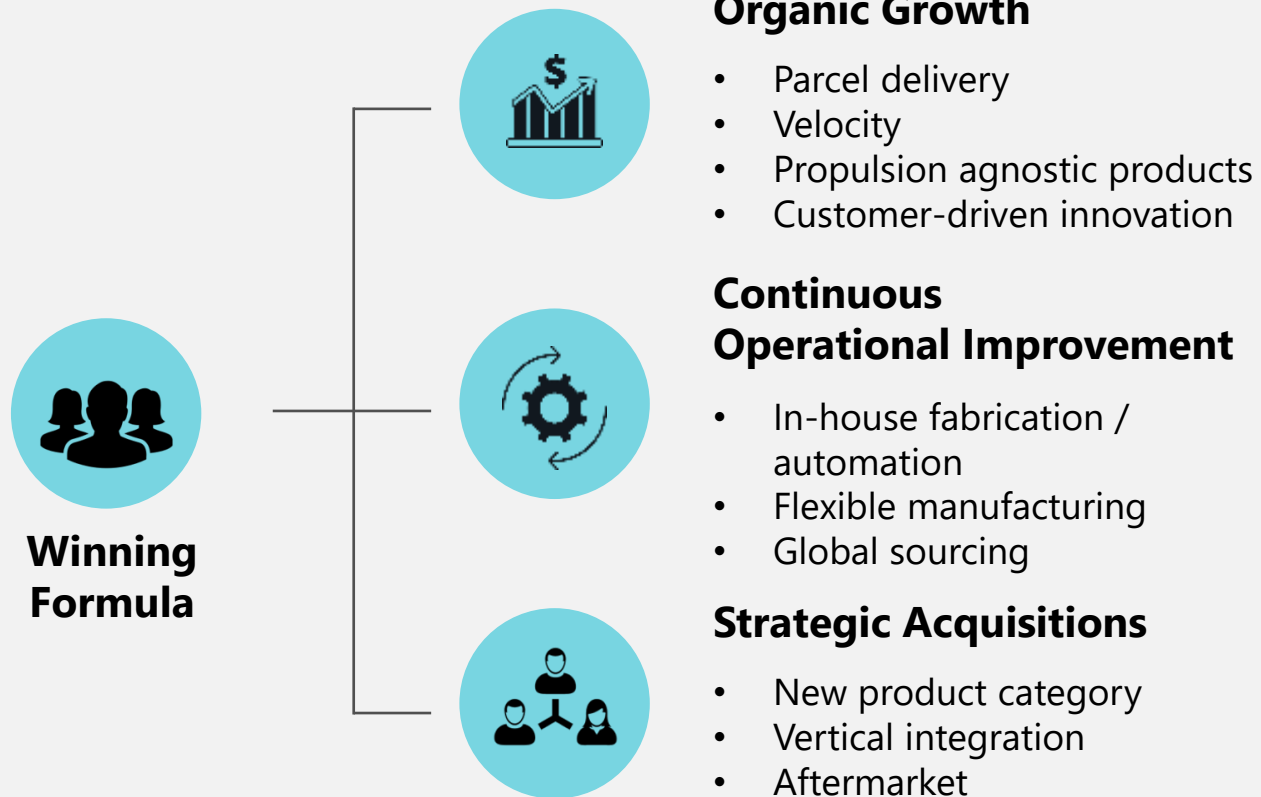 Organic Growth
• Parcel delivery
• Velocity
• Propulsion agnostic products
• Customer-driven innovation
Continuous
Operational Improvement
• In-house fabrication /
automation
• Flexible manufacturing
• Global sourcing
Winning
Formula
Strategic Acquisitions
• New product category
• Vertical integration
• Aftermarket
$